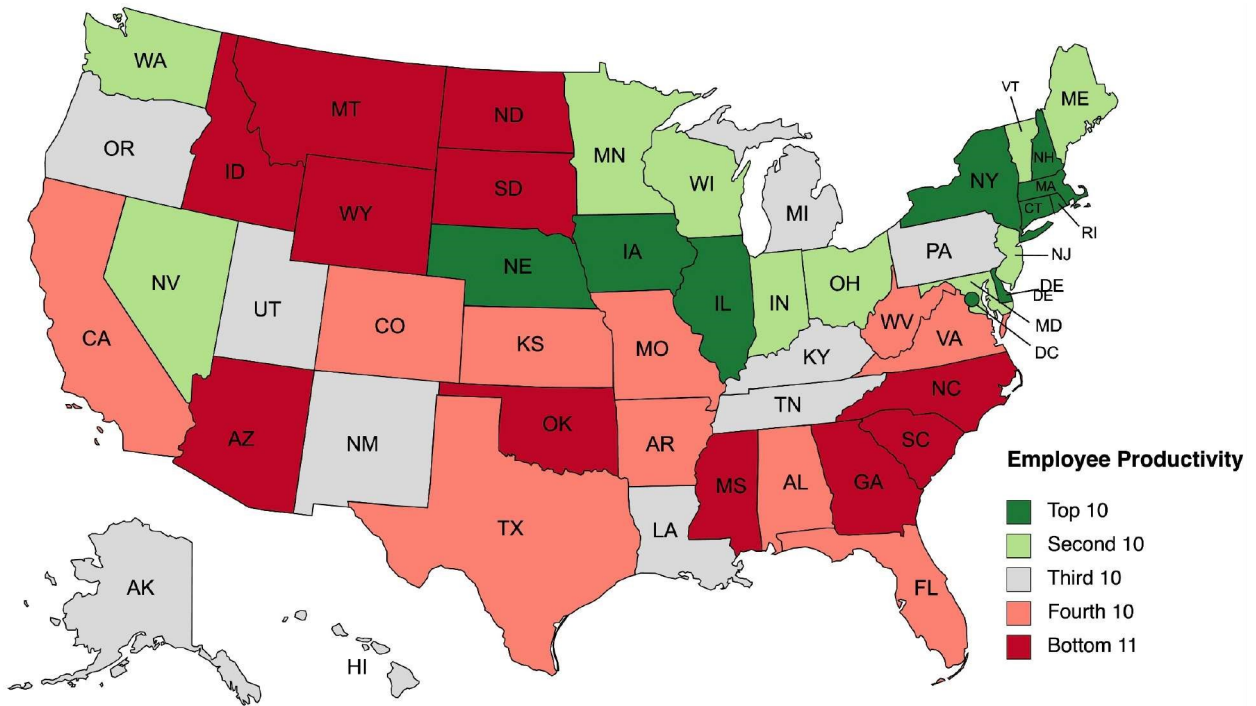 WA
OR
CA
NV
ID
MT
WY
UT
CO
AZ
NM
ND
SD
NE
KS
OK
TX
MN
IA
MO
AR
LA
WI
IL
MI
IN
OH
KY
TN
MS
AL
GA
FL
SC
NC
VA
WV
PA
NY
VT
NH
ME
MA
CT
RI
NJ
DE
DE
MD
DC
AK
HI
Employee Productivity
Top 10
Second 10
Third 10
Fourth 10
Bottom 11